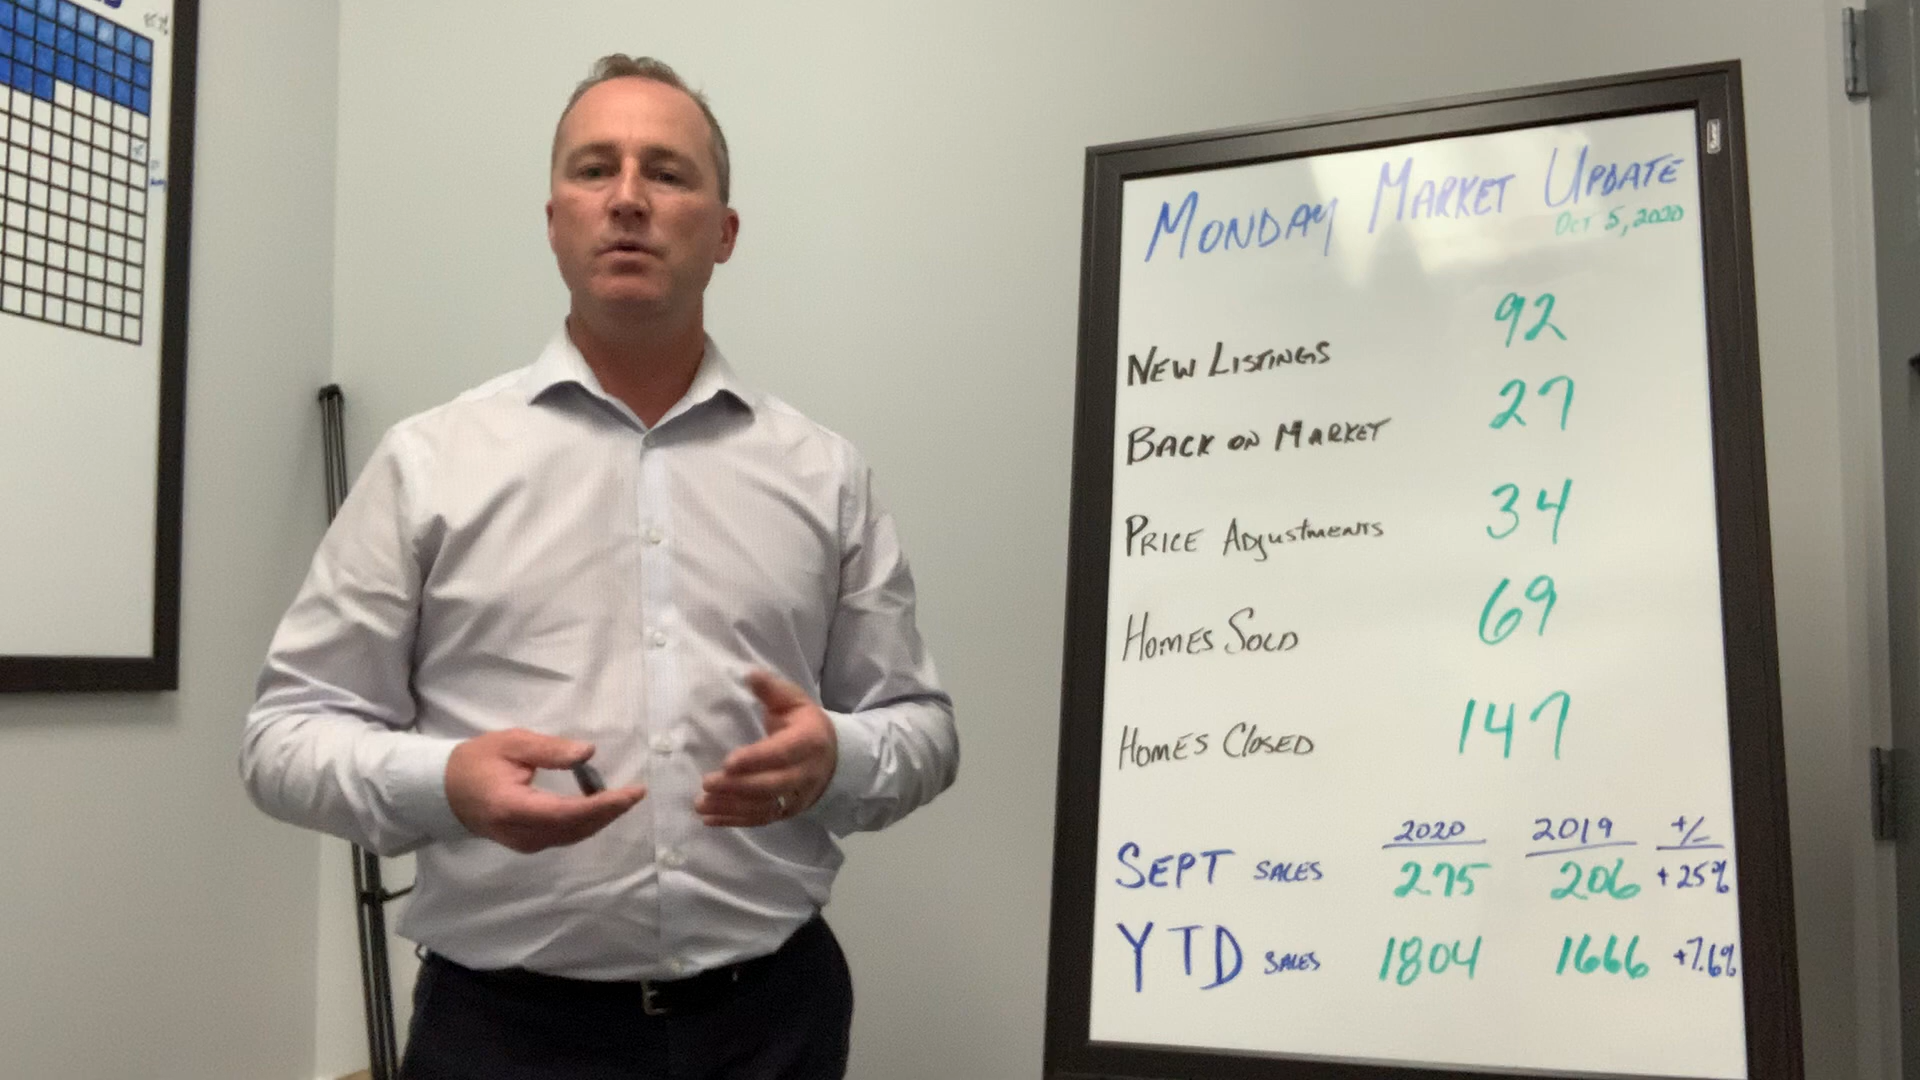 Monday Market Update
Oct 5, 2020
New Listings 92
Back on Market 27
Price Adjustments 34
Homes Sold 69
Homes Closed 147
2020 2019 +/-
Sept Sales 275 206 +25%
YTD Sales 1804 1666 +7.6%